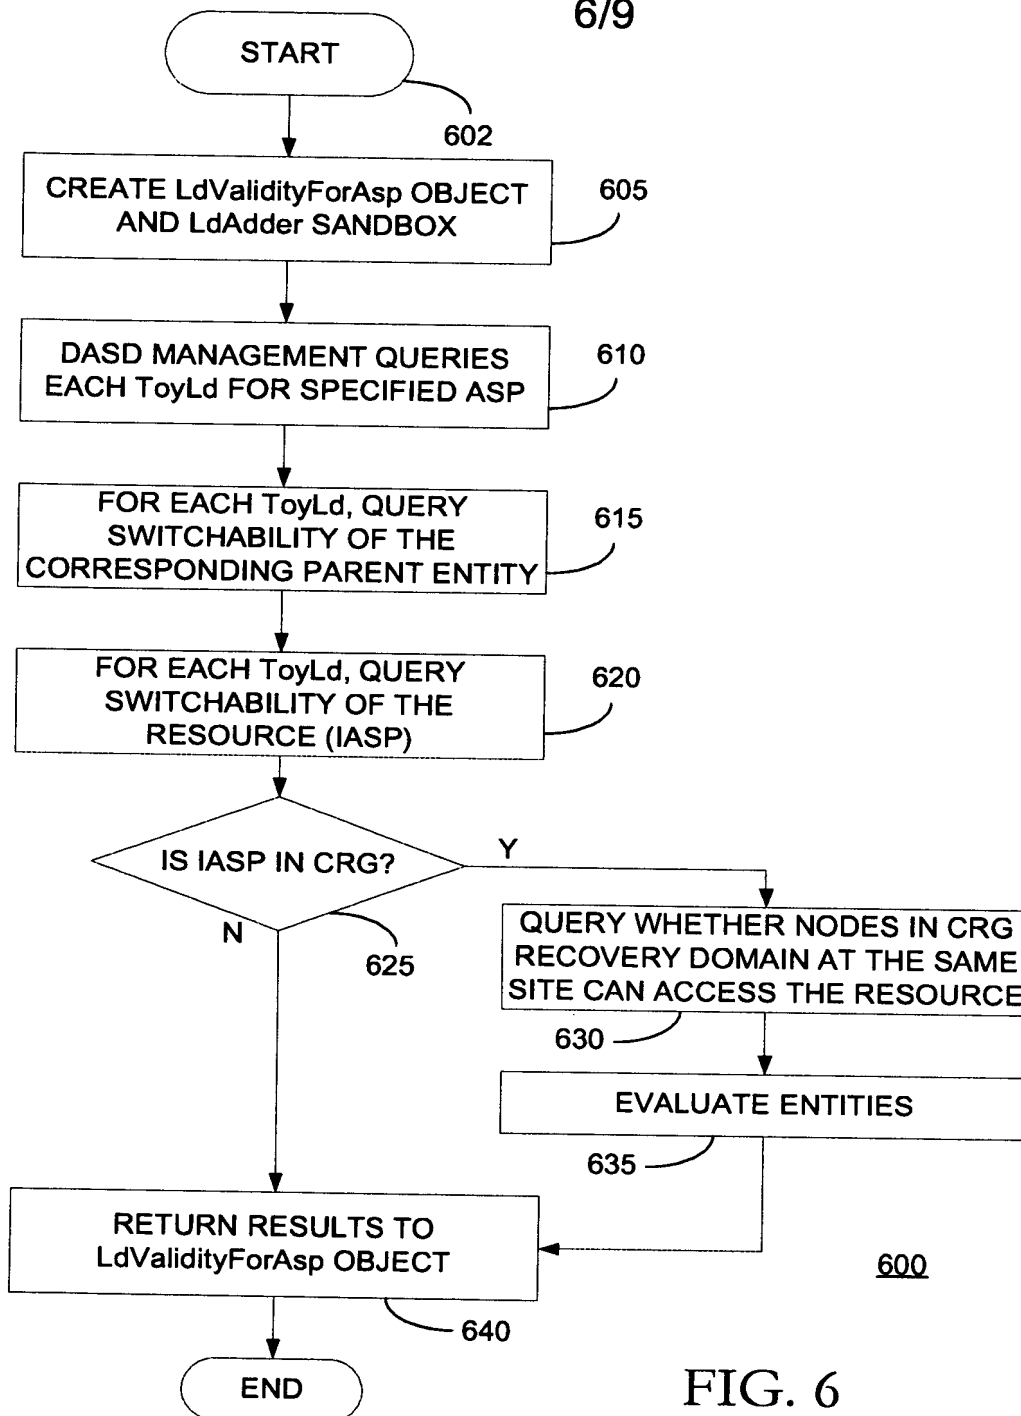 6/9
START
602
CREATE LdValidityForAsp OBJECT
AND LdAdder SANDBOX
605
DASD MANAGEMENT QUERIES
EACH ToyLd FOR SPECIFIED ASP
610
FOR EACH ToyLd, QUERY
SWITCHABILITY OF THE
CORRESPONDING PARENT ENTITY
615
FOR EACH ToyLd, QUERY
SWITCHABILITY OF THE
RESOURCE (IASP)
620
IS IASP IN CRG?
Y
N
625
QUERY WHETHER NODES IN CRG
RECOVERY DOMAIN AT THE SAME
SITE CAN ACCESS THE RESOURCE
630
EVALUATE ENTITIES
635
RETURN RESULTS TO
LdValidityForAsp OBJECT
640
600
END
FIG. 6